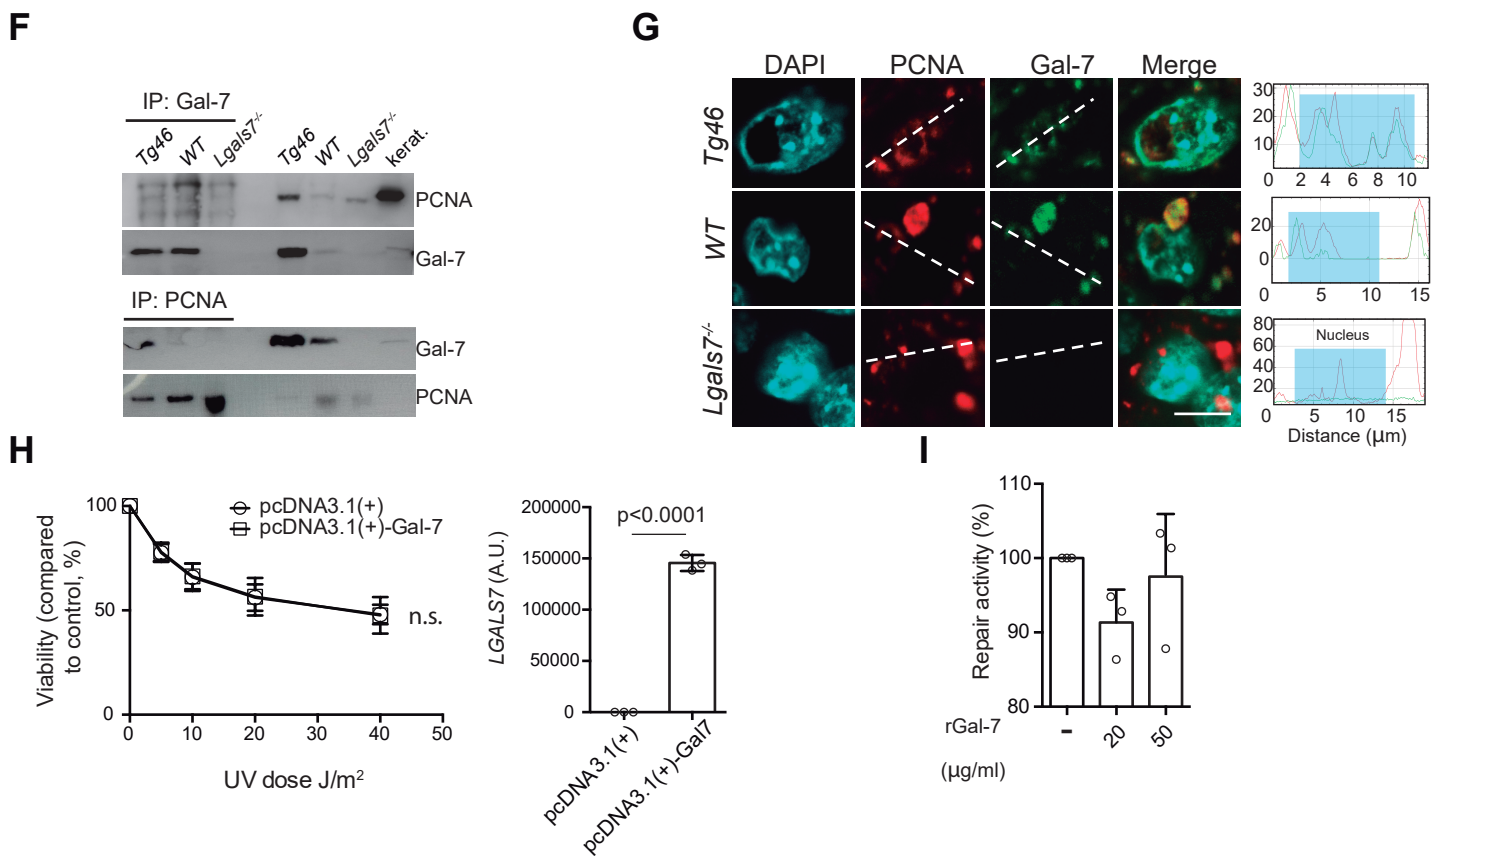 F
IP: Gal-7
Tg46 WT Lgals7-/- Tg46 WT Lgals7-/- kerat.
PCNA
Gal-7
IP: PCNA
Gal-7
PCNA
G
DAPI PCNA Gal-7 Merge
Tg46
30
20
10
0 2 4 6 8 10
WT
20
0
0 5 10 15
Lgals7-/-
80
60
40
20
Nucleus
0 5 10 15
Distance (µm)
H
Viability (compared
to control, %)
100
50
0
0 10 20 30 40 50
UV dose J/m2
pcDNA3.1(+)
pcDNA3.1(+)-Gal-7
n.s.
LGALS7 (A.U.)
200000
150000
100000
50000
0
p<0.0001
pcDNA3.1(+)
pcDNA3.1(+)-Gal7
I
Repair activity (%)
110
100
90
80
rGal-7 - 20 50
(µg/ml)